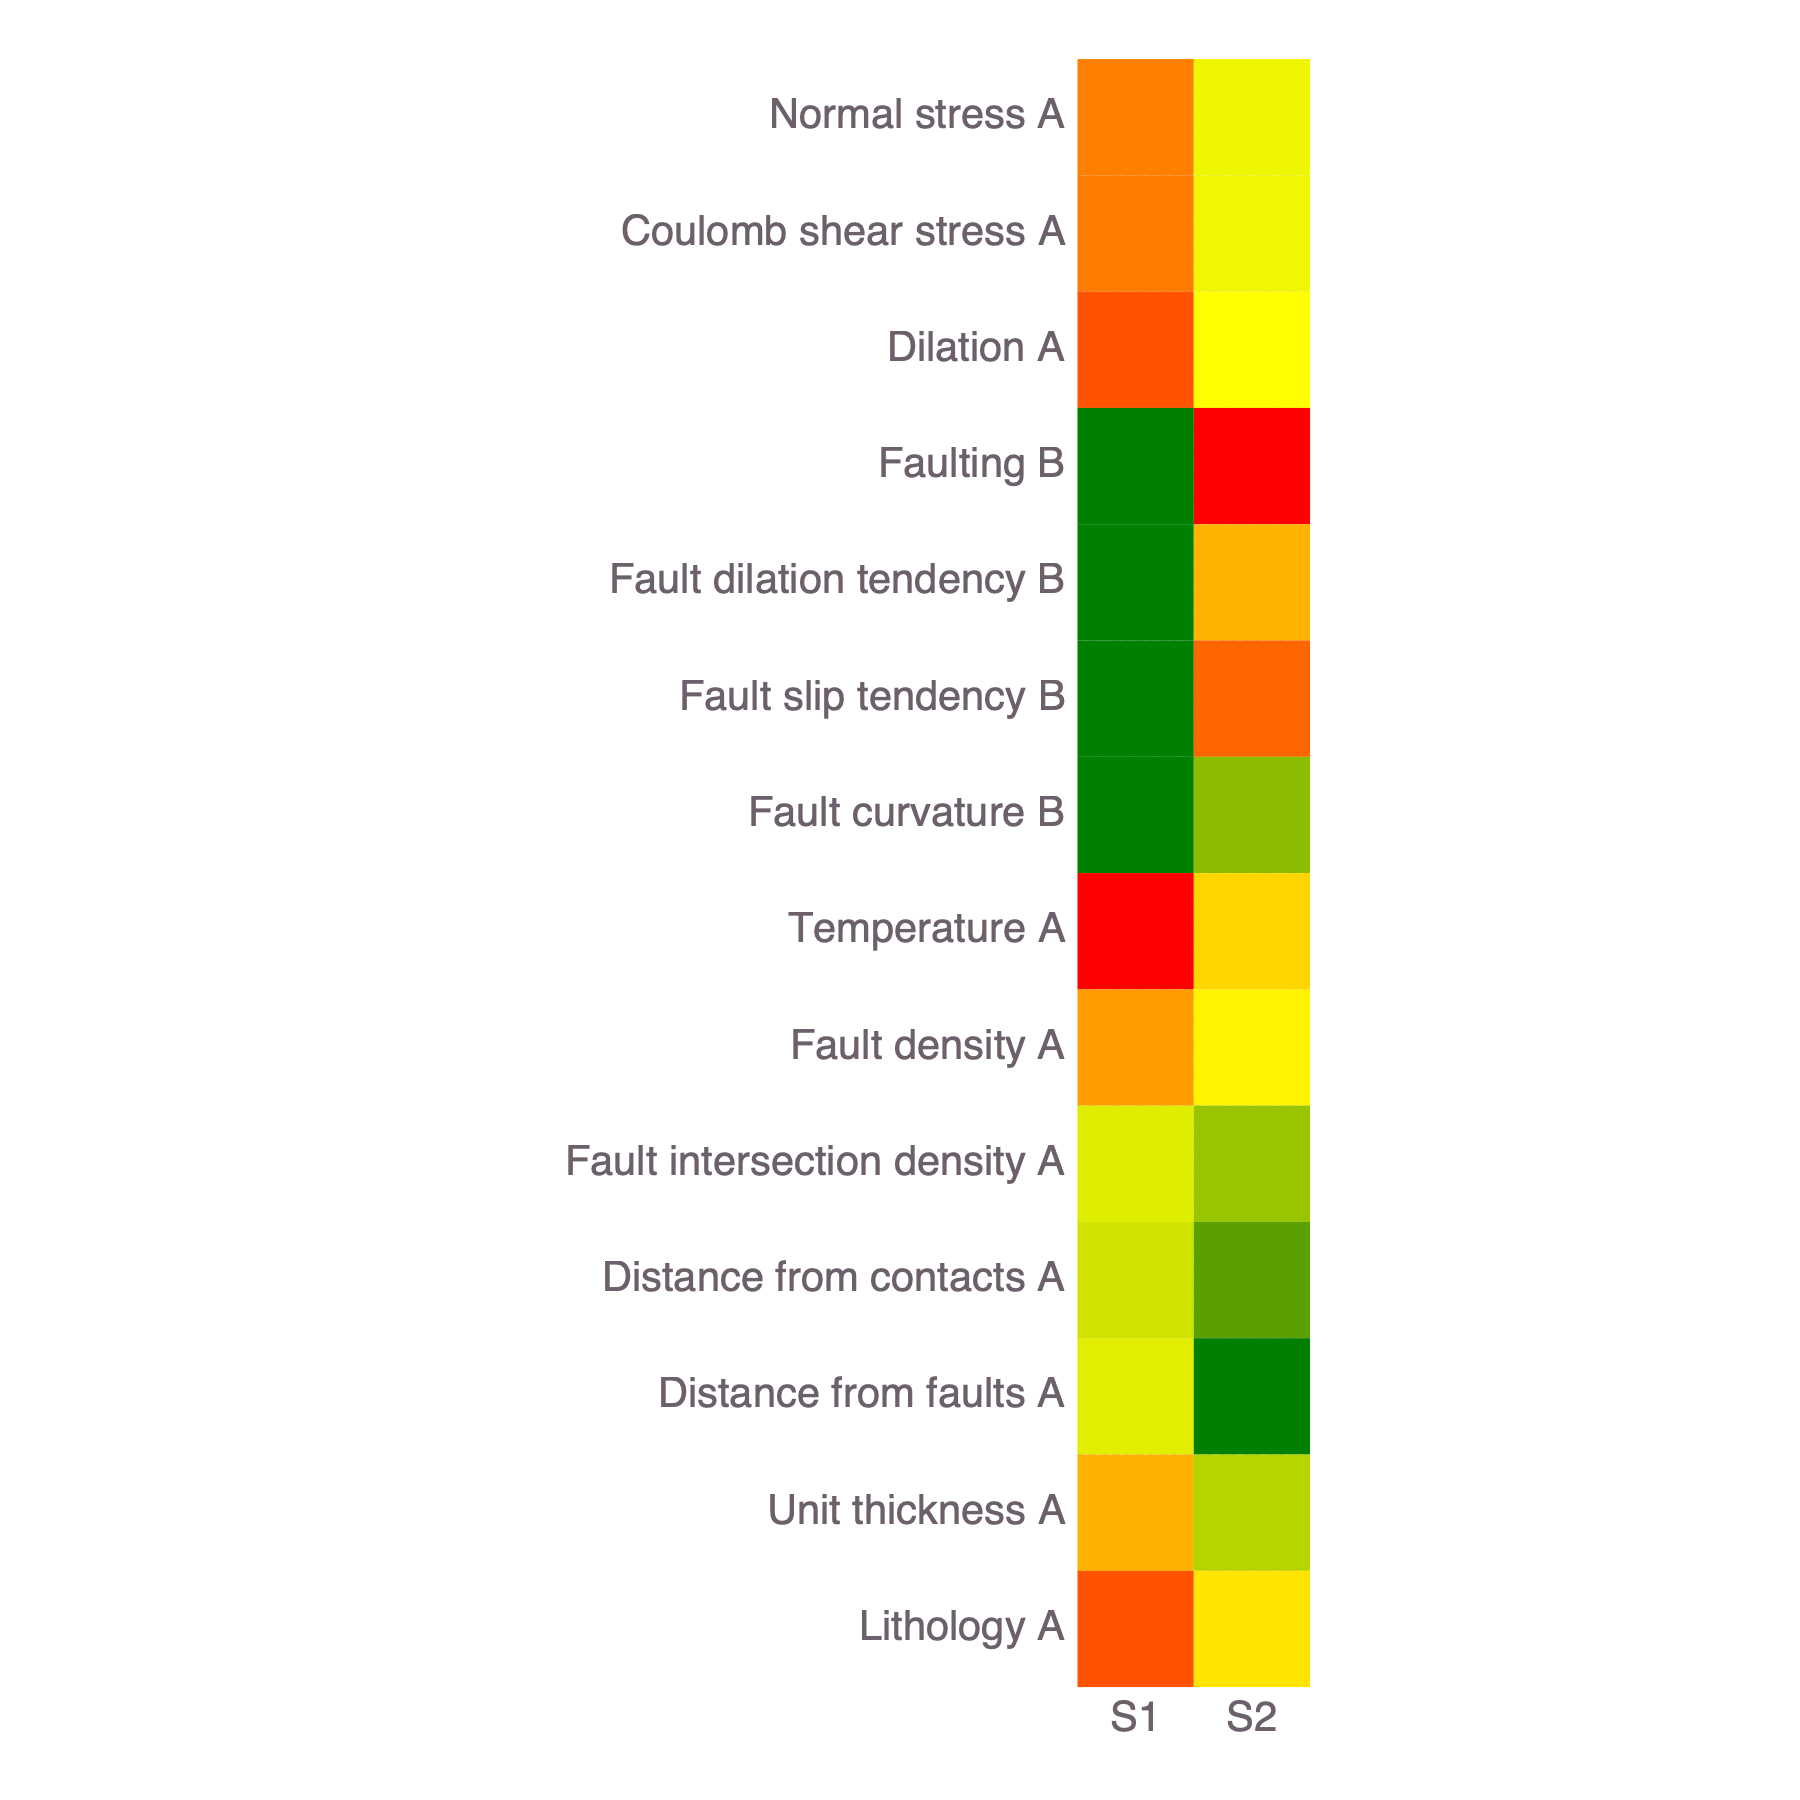 Normal stress A
Coulomb shear stress A
Dilation A
Faulting B
Fault dilation tendency B
Fault slip tendency B
Fault curvature B
Temperature A
Fault density A
Fault intersection density A
Distance from contacts A
Distance from faults A
Unit thickness A
Lithology A
S1 S2